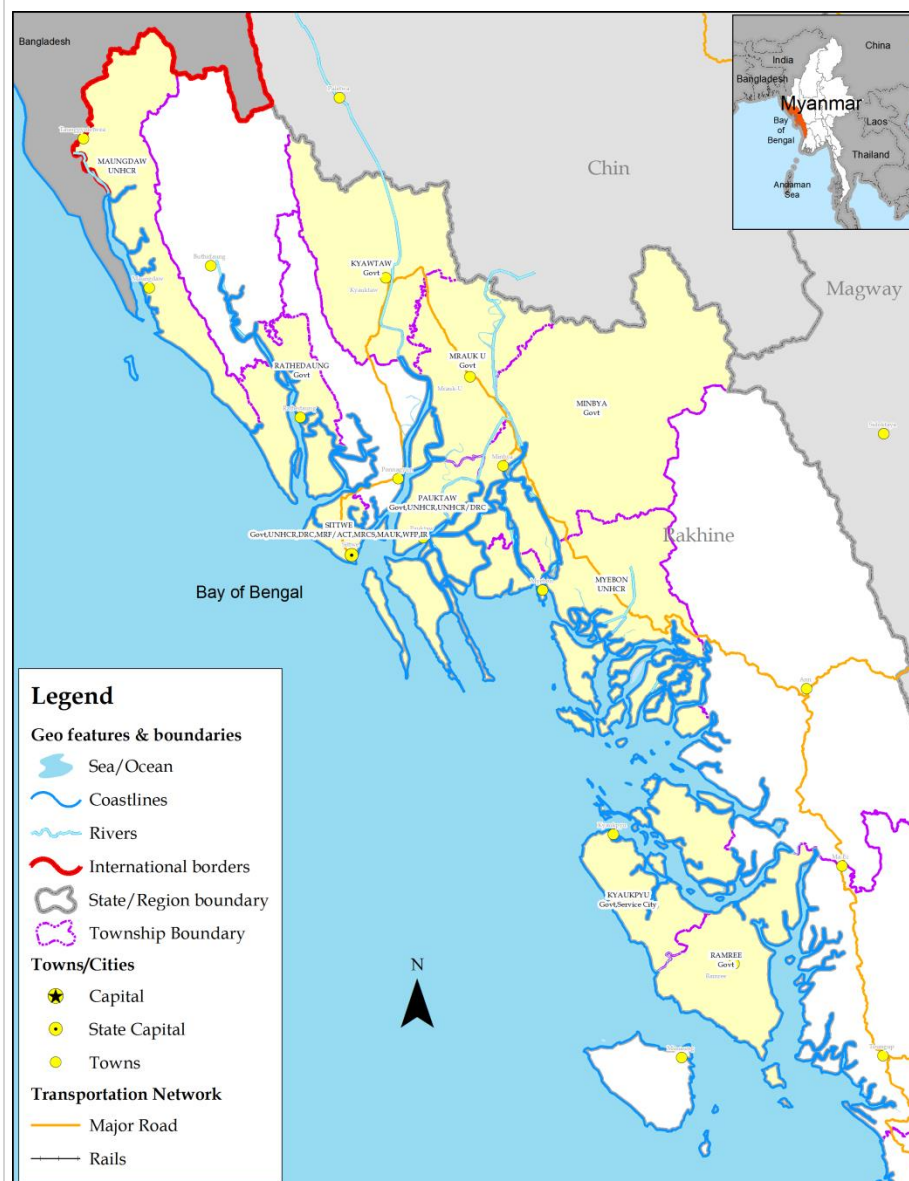 Bangladesh
China
India
Bangladesh
Myanmar
Bay
of
Bengal
Laos
Thailand
Andaman
Sea
Chin
MAUNGDAW
UNHCR
KYAWTAW
Govt
Kyauktaw
Magway
MRAUK U
Govt
Mrauk U
RATHEDAUNG
Govt
MINBYA
Govt
PAUKTAW
Govt,UNHCR,UNHCR/DRC
SITTWE
Govt,UNHCR,DRC,MRF/ACT,MRCS,MAUK,WFP,IR
Rakhine
MYEBON
UNHCR
Bay of Bengal
Ann
KYAUKPYU
Govt,Service City
RAMREE
Govt
Ramree
N
Legend
Geo features & boundaries
Sea/Ocean
Coastlines
Rivers
International borders
State/Region boundary
Township Boundary
Towns/Cities
Capital
State Capital
Towns
Transportation Network
Major Road
Rails